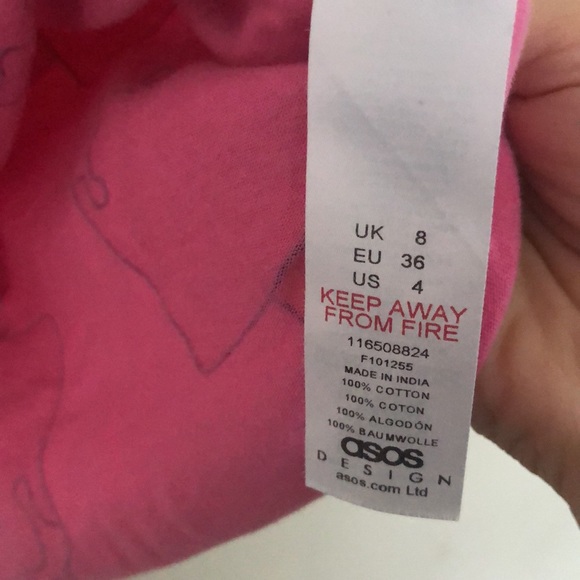 UK 8
EU 36
US 4
KEEP AWAY
FROM FIRE
116508824
F101255
MADE IN INDIA
100% COTTON
100% COTON
100% ALGODÓN
100% BAUMWOLLE
asos
DESIGN
asos.com Ltd